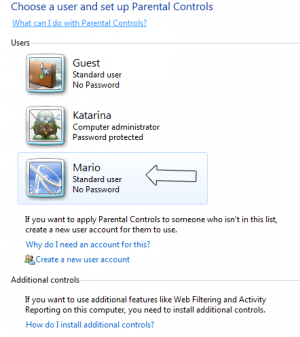 Choose a user and set up Parental Controls
What can I do with Parental Controls?
Users
Guest
Standard user
No Password
Katarina
Computer administrator
Password protected
Mario
Standard user
No Password
If you want to apply Parental Controls to someone who isn't in this list,
create a new user account for them to use.
Why do I need an account for this?
Create a new user account
Additional controls
If you want to use additional features like Web Filtering and Activity
Reporting on this computer, you need to install additional controls.
How do I install additional controls?